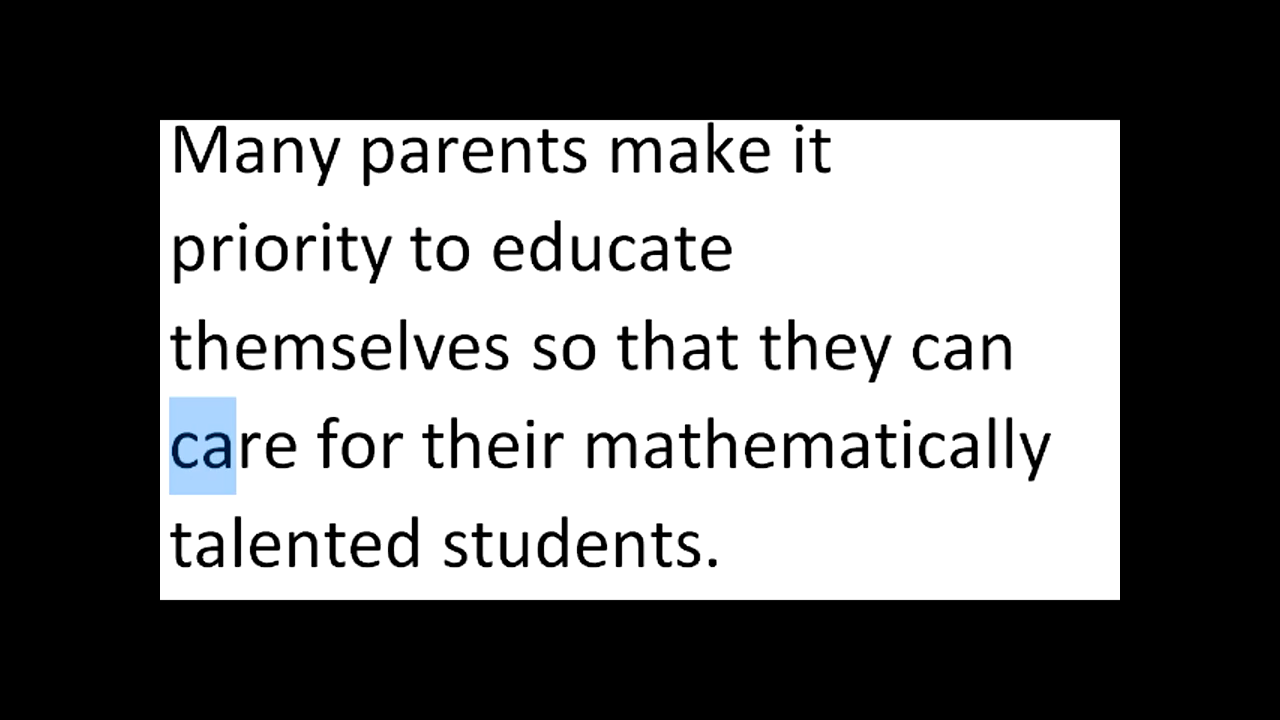 Many parents make it
priority to educate
themselves so that they can
care for their mathematically
talented students.